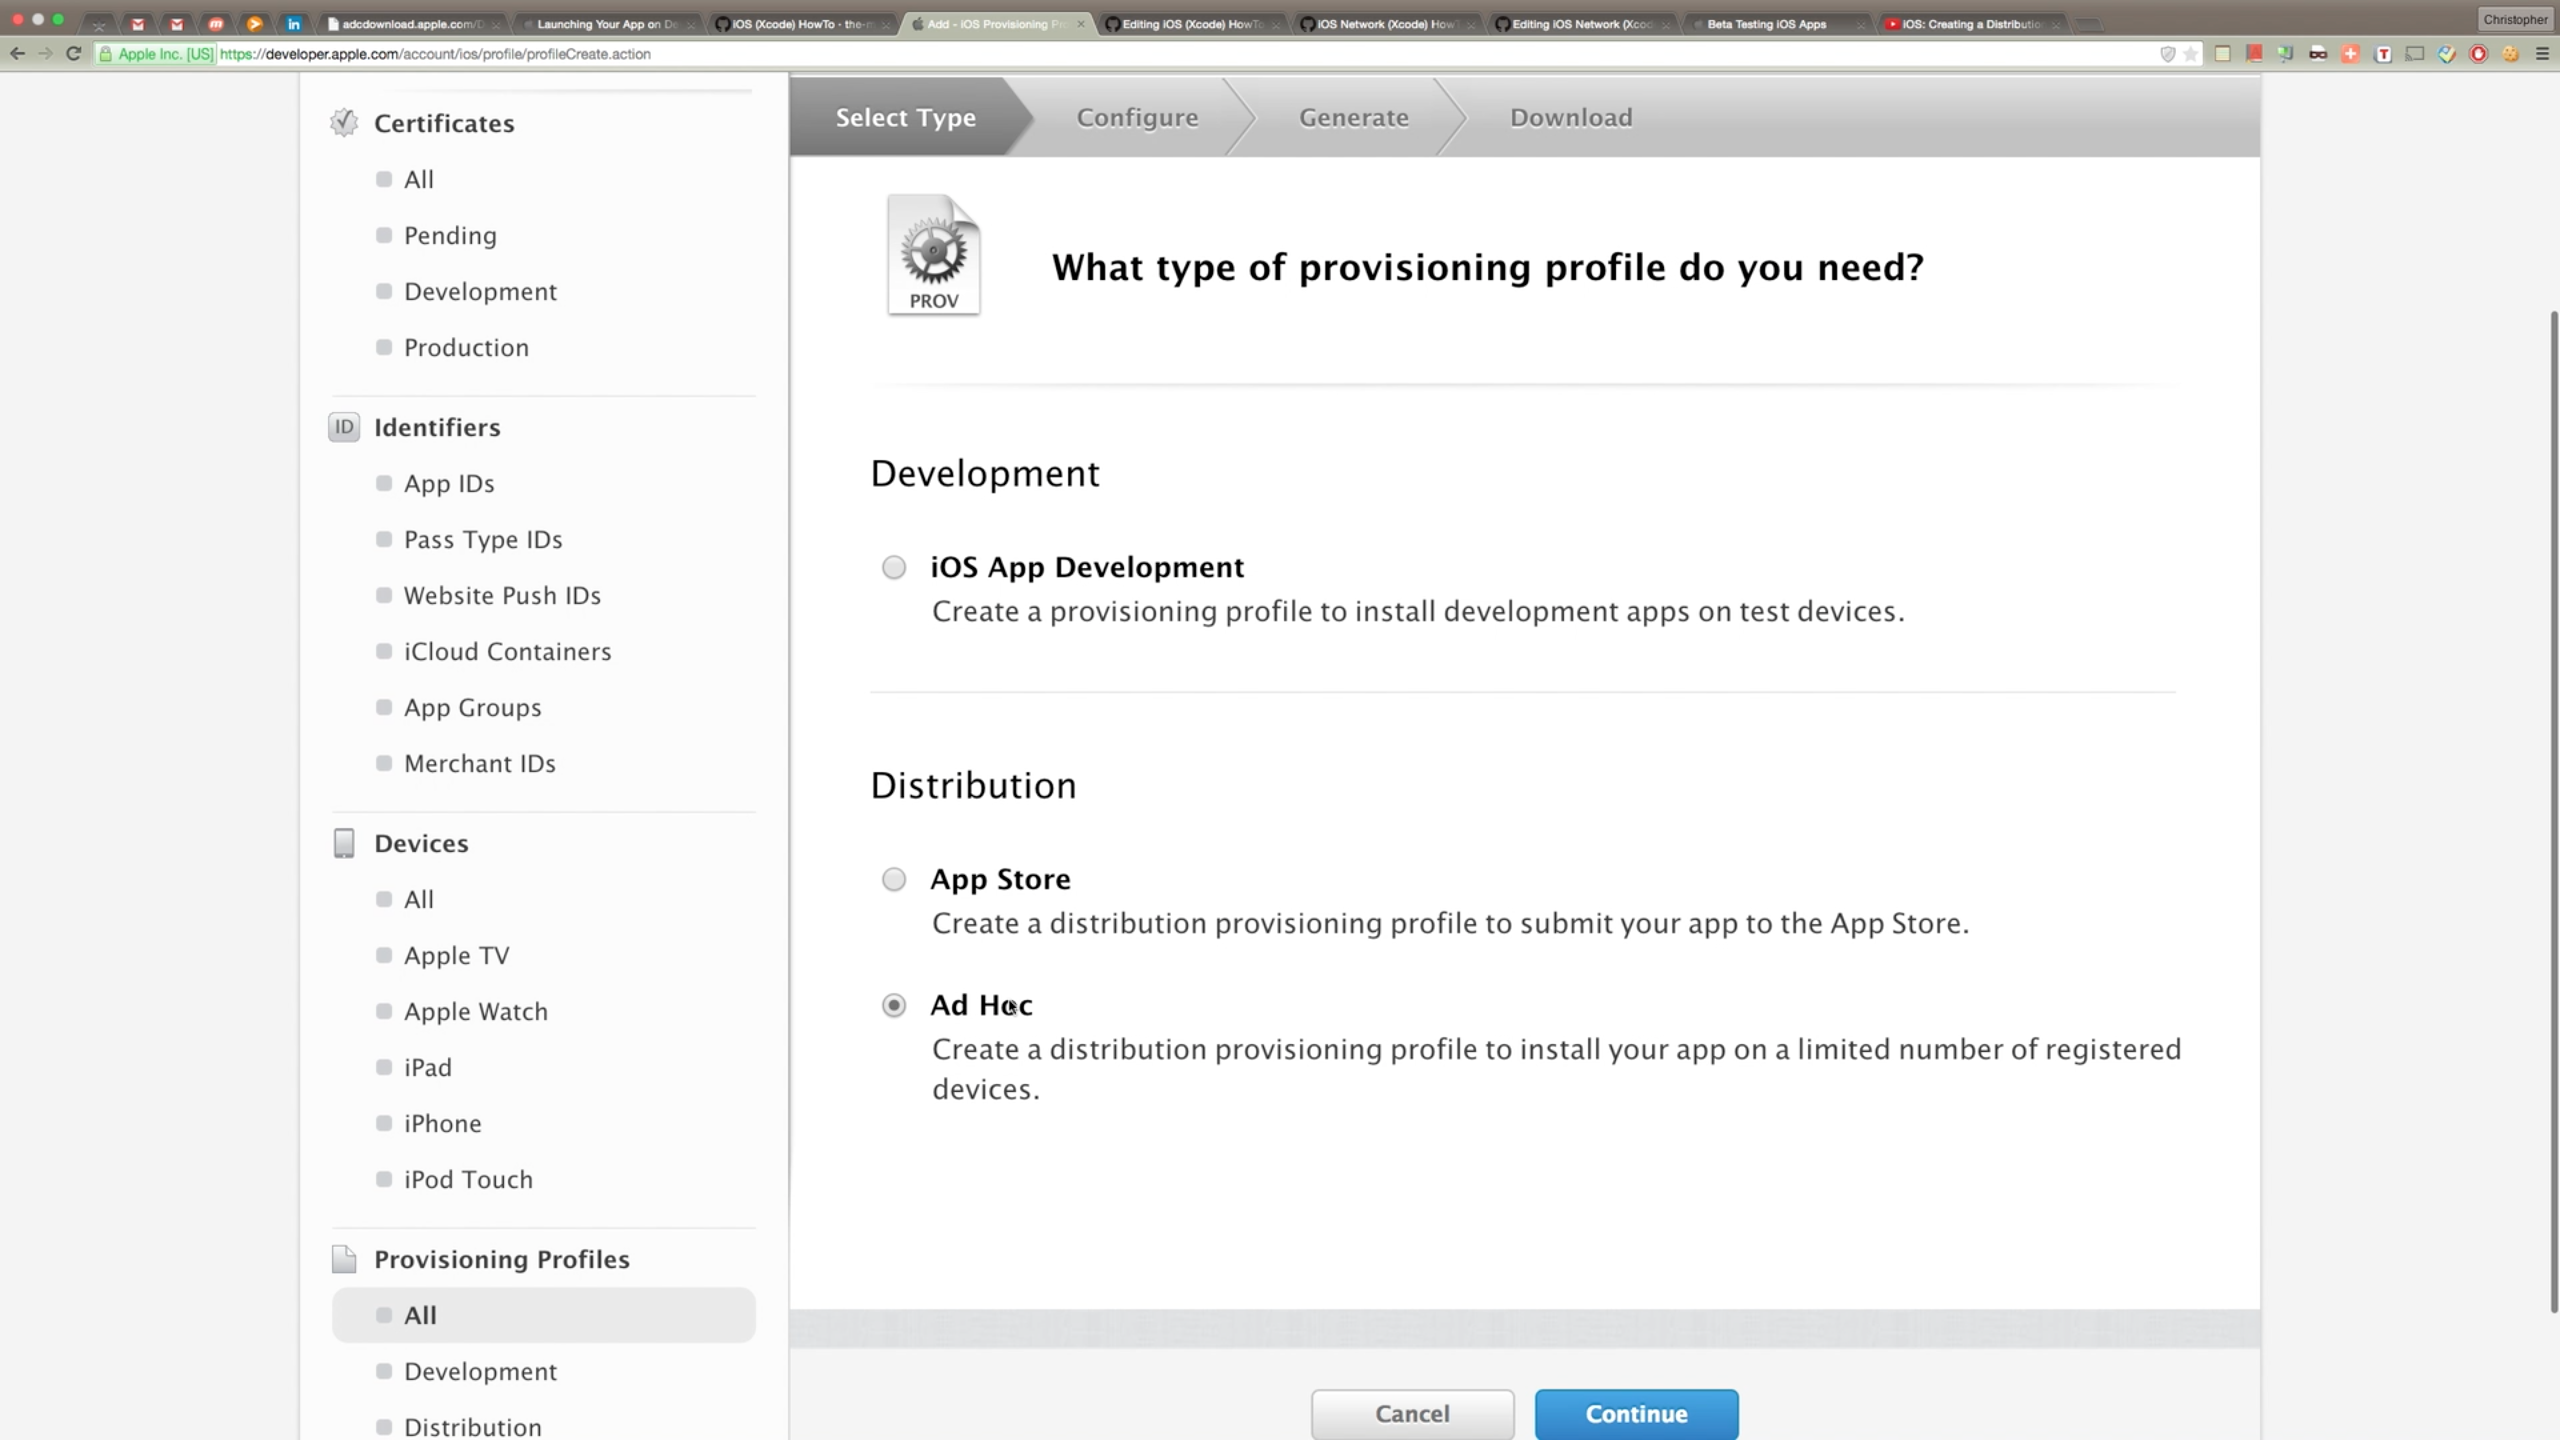 adcdownload.apple.com/D
Launching Your App on De
iOS (Xcode) HowTo · the-m
Add - iOS Provisioning Pr
Editing iOS (Xcode) HowTo
iOS Network (Xcode) HowT
Editing iOS Network (Xcod
Beta Testing iOS Apps
iOS: Creating a Distributio
Christopher
Apple Inc. [US] https://developer.apple.com/account/ios/profile/profileCreate.action
Certificates
All
Pending
Development
Production
ID Identifiers
App IDs
Pass Type IDs
Website Push IDs
iCloud Containers
App Groups
Merchant IDs
Devices
All
Apple TV
Apple Watch
iPad
iPhone
iPod Touch
Provisioning Profiles
All
Development
Distribution
Select Type
Configure
Generate
Download
PROV
What type of provisioning profile do you need?
Development
iOS App Development
Create a provisioning profile to install development apps on test devices.
Distribution
App Store
Create a distribution provisioning profile to submit your app to the App Store.
Ad Hoc
Create a distribution provisioning profile to install your app on a limited number of registered
devices.
Cancel
Continue